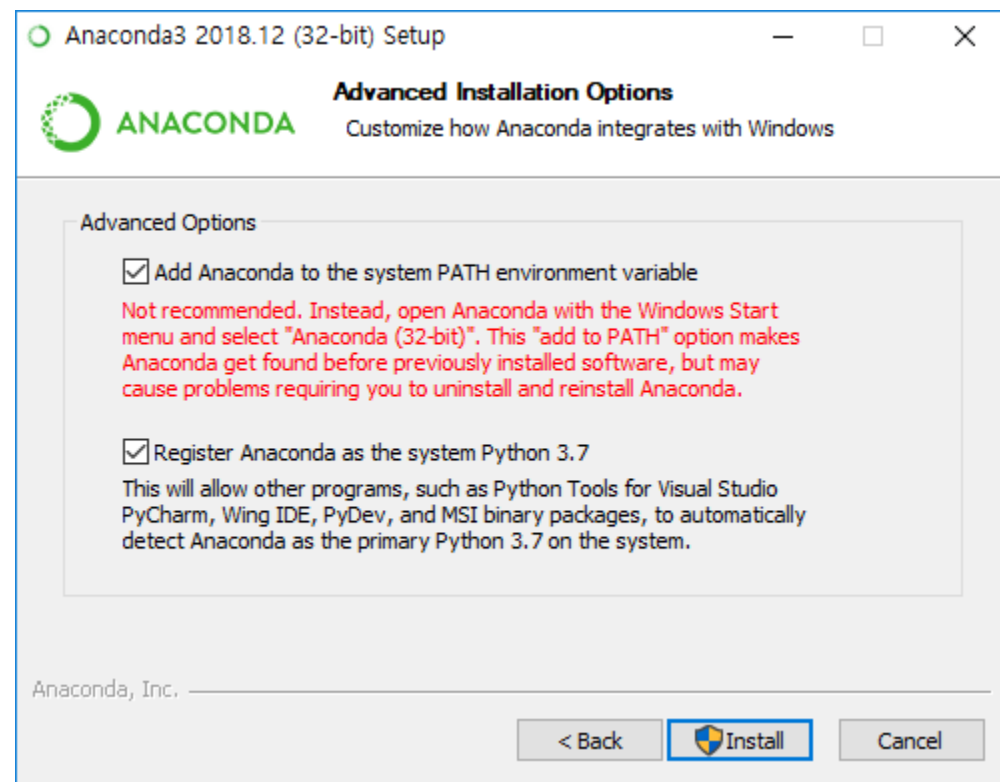 Anaconda3 2018.12 (32-bit) Setup
ANACONDA
Advanced Installation Options
Customize how Anaconda integrates with Windows
Advanced Options
Add Anaconda to the system PATH environment variable
Not recommended. Instead, open Anaconda with the Windows Start
menu and select "Anaconda (32-bit)". This "add to PATH" option makes
Anaconda get found before previously installed software, but may
cause problems requiring you to uninstall and reinstall Anaconda.
Register Anaconda as the system Python 3.7
This will allow other programs, such as Python Tools for Visual Studio
PyCharm, Wing IDE, PyDev, and MSI binary packages, to automatically
detect Anaconda as the primary Python 3.7 on the system.
Anaconda, Inc.
< Back
Install
Cancel